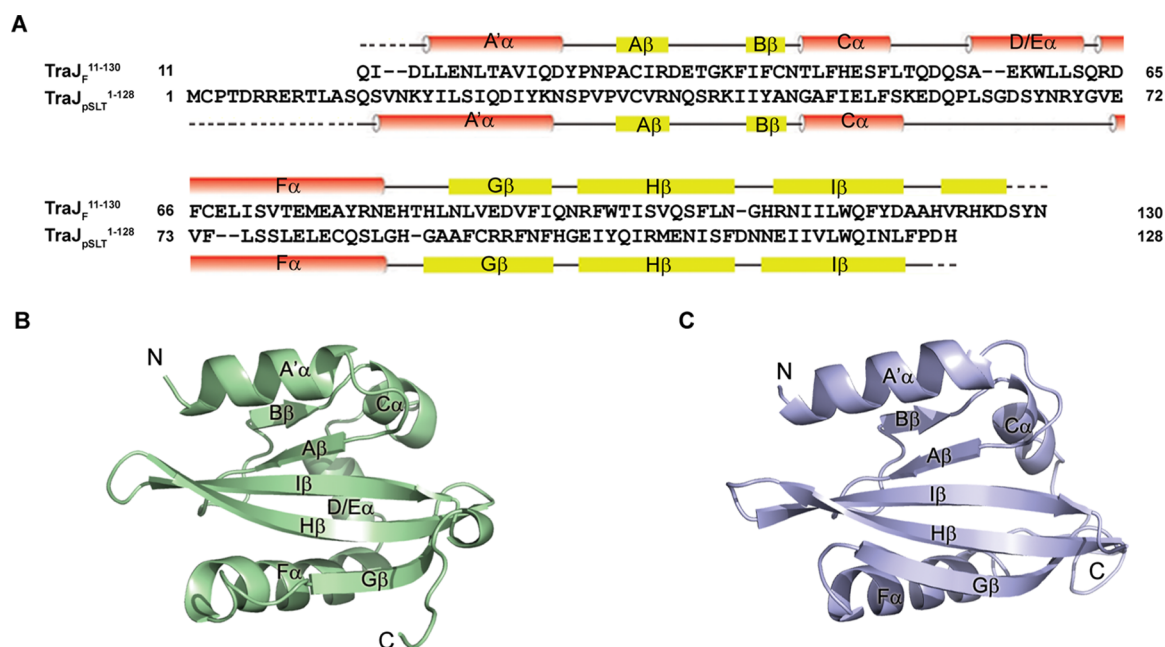 A
A'α Aβ Bβ Cα D/Eα
TraJF11-130 11 QI--DLLENLTAVIQDYPNPACIRDETGKFIFCNTLFHESFLTQDQSA--EKWLLSQRD 65
TraJpSLT1-128 1 MCPTDRRERTLASQSVNKYILSIQDIYKNSPVPVCVRNQSRKIIYANGAFIELFSKEDQPLSGDSYNRYGVE 72
A'α Aβ Bβ Cα
Fα Gβ Hβ Iβ
TraJF11-130 66 FCELISVTEMEAYRNEHTHLNLVEDVFIQNRFWTISVQSFLN-GHRNIILWQFYDAAHVRHKDSYN 130
TraJpSLT1-128 73 VF--LSSLELECQSLGH-GAAFCRRFNFHGEIYQIRMENISFDNNEIIVLWQINLFPDH 128
Fα Gβ Hβ Iβ
B
N
A'α
Bβ
Cα
Aβ
Iβ
D/Eα
Hβ
Fα
Gβ
C
C
N
A'α
Bβ
Cα
Aβ
Iβ
Hβ
C
Gβ
Fα